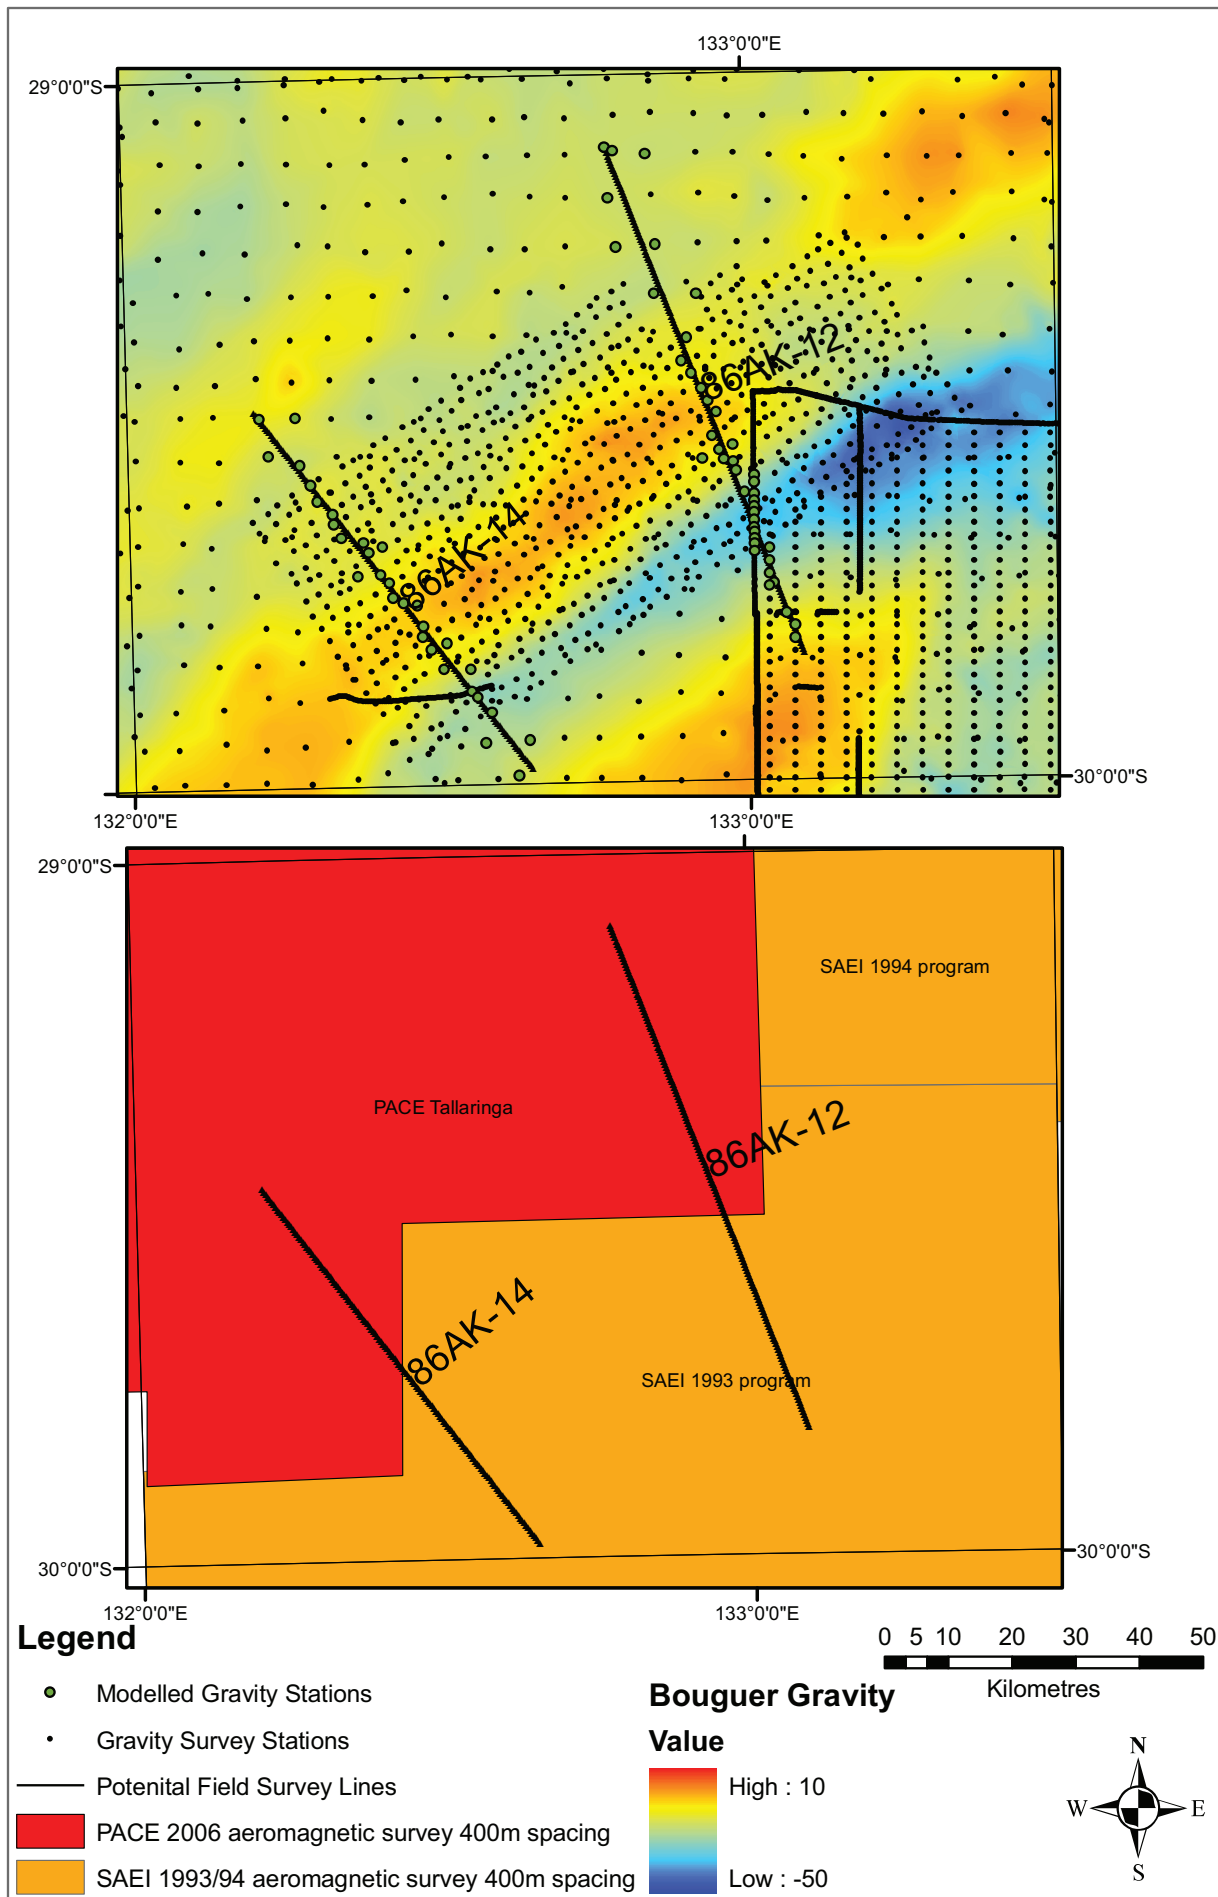 133°0'0"E
29°0'0"S
86AK-12
86AK-14
30°0'0"S
132°0'0"E
133°0'0"E
29°0'0"S
SAEI 1994 program
PACE Tallaringa
86AK-12
86AK-14
SAEI 1993 program
30°0'0"S
30°0'0"S
132°0'0"E
133°0'0"E
Legend
Modelled Gravity Stations
Gravity Survey Stations
Potenital Field Survey Lines
PACE 2006 aeromagnetic survey 400m spacing
SAEI 1993/94 aeromagnetic survey 400m spacing
Bouguer Gravity
Value
High : 10
Low : -50
0 5 10 20 30 40 50
Kilometres
N
W E
S